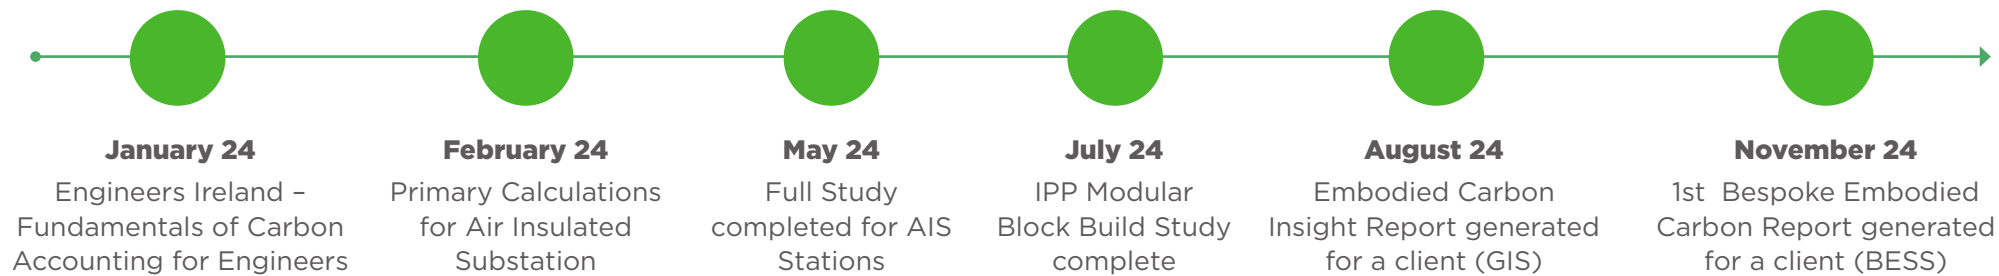 January 24
Engineers Ireland –
Fundamentals of Carbon
Accounting for Engineers
February 24
Primary Calculations
for Air Insulated
Substation
May 24
Full Study
completed for AIS
Stations
July 24
IPP Modular
Block Build Study
complete
August 24
Embodied Carbon
Insight Report generated
for a client (GIS)
November 24
1st  Bespoke Embodied
Carbon Report generated
for a client (BESS)